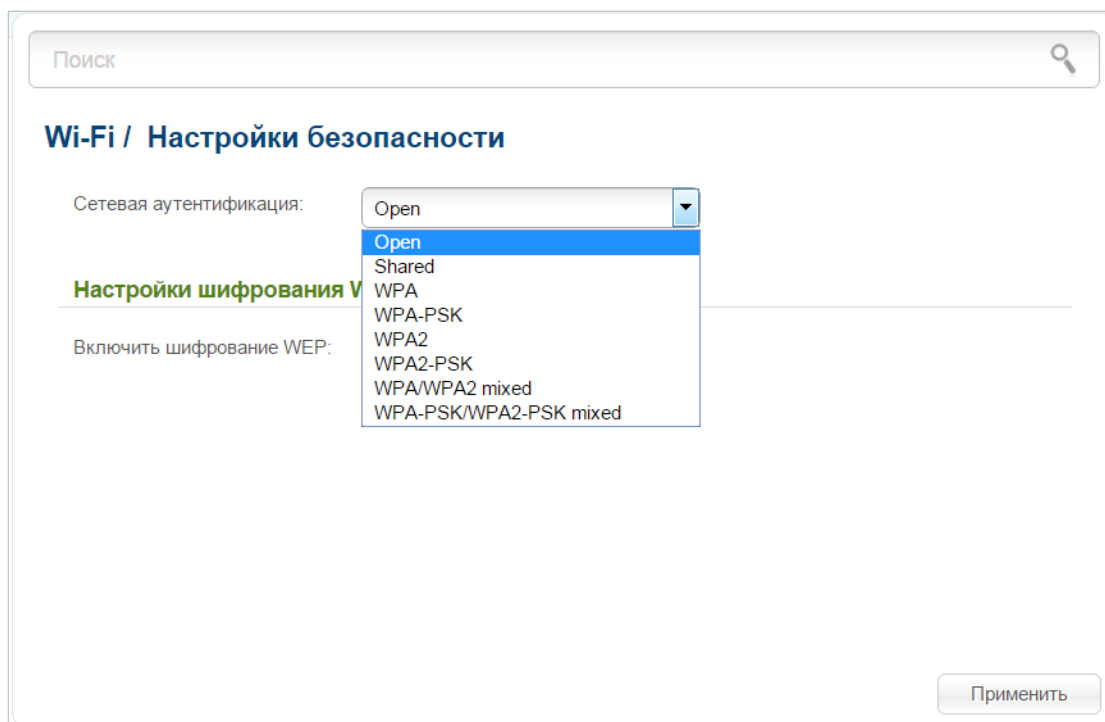 Поиск
Wi-Fi / Настройки безопасности
Сетевая аутентификация:
Open
Open
Shared
WPA
WPA-PSK
WPA2
WPA2-PSK
WPA/WPA2 mixed
WPA-PSK/WPA2-PSK mixed
Настройки шифрования
Включить шифрование WEP:
Применить